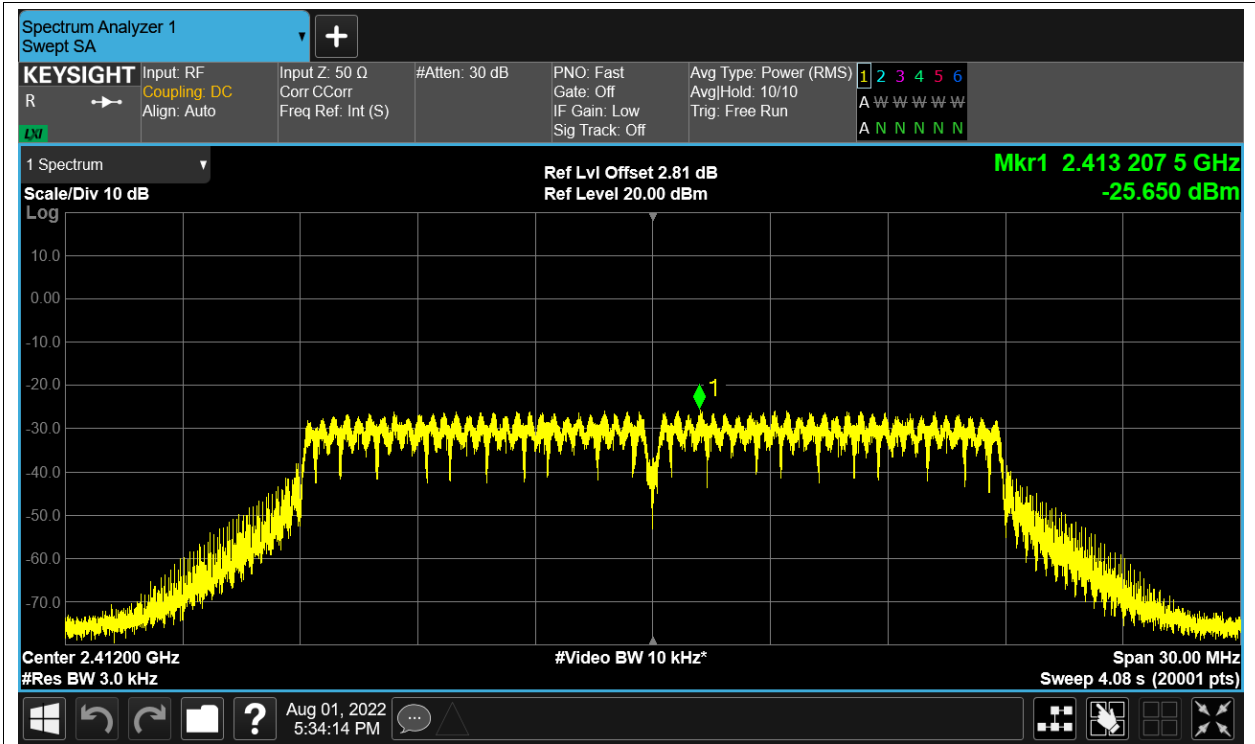 Spectrum Analyzer 1
Swept SA
KEYSIGHT
R
LXI
Input: RF
Coupling: DC
Align: Auto
Input Z: 50 Ω
Corr CCorr
Freq Ref: Int (S)
#Atten: 30 dB
PNO: Fast
Gate: Off
IF Gain: Low
Sig Track: Off
Avg Type: Power (RMS)
Avg|Hold: 10/10
Trig: Free Run
1 2 3 4 5 6
A W W W W W
A N N N N N
1 Spectrum
Scale/Div 10 dB
Log
Ref Lvl Offset 2.81 dB
Ref Level 20.00 dBm
Mkr1 2.413 207 5 GHz
-25.650 dBm
10.0
0.00
-10.0
-20.0
-30.0
-40.0
-50.0
-60.0
-70.0
1
Center 2.41200 GHz
#Res BW 3.0 kHz
#Video BW 10 kHz*
Span 30.00 MHz
Sweep 4.08 s (20001 pts)
?
Aug 01, 2022
5:34:14 PM